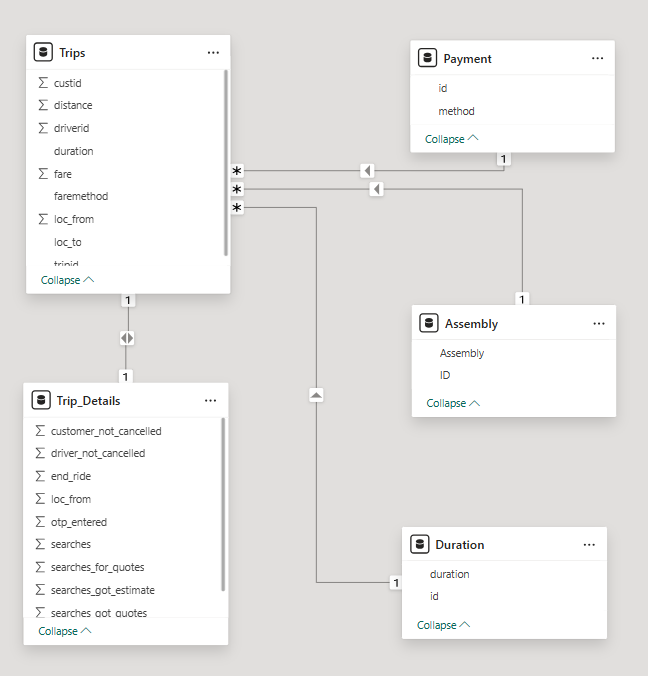 Trips
Σ custid
Σ distance
Σ driverid
duration
Σ fare
faremethod
Σ loc_from
loc_to
tripid
Collapse
Payment
id
method
Collapse
1
*
*
*
1
1
1
Assembly
Assembly
ID
Collapse
Trip_Details
Σ customer_not_cancelled
Σ driver_not_cancelled
Σ end_ride
Σ loc_from
Σ otp_entered
Σ searches
Σ searches_for_quotes
Σ searches_got_estimate
Σ searches_got_quotes
Collapse
1
Duration
duration
id
Collapse